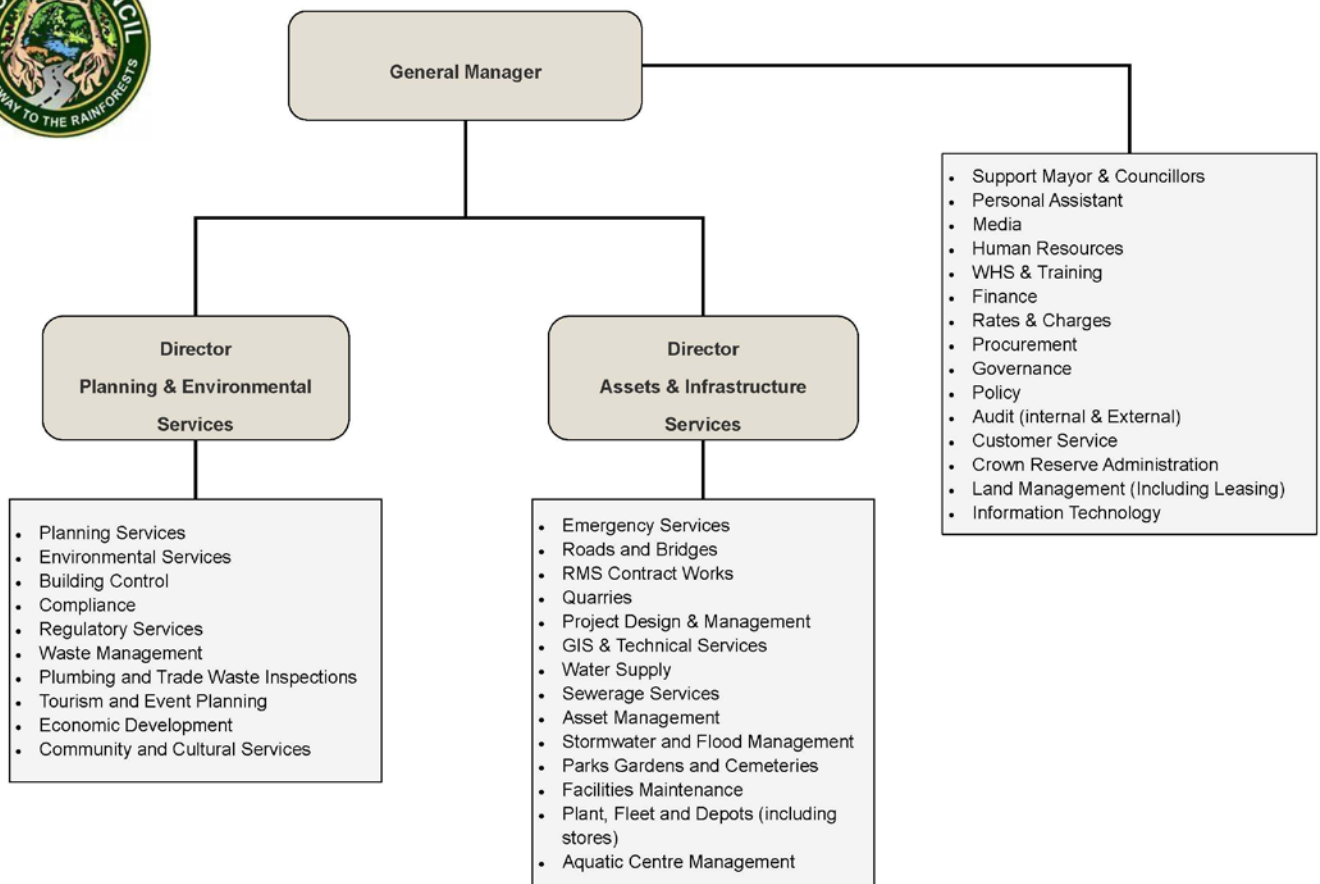 CIL
WAY TO THE RAINFORESTS
General Manager
• Support Mayor & Councillors
• Personal Assistant
• Media
• Human Resources
• WHS & Training
• Finance
• Rates & Charges
• Procurement
• Governance
• Policy
• Audit (internal & External)
• Customer Service
• Crown Reserve Administration
• Land Management (Including Leasing)
• Information Technology
Director
Planning & Environmental
Services
• Planning Services
• Environmental Services
• Building Control
• Compliance
• Regulatory Services
• Waste Management
• Plumbing and Trade Waste Inspections
• Tourism and Event Planning
• Economic Development
• Community and Cultural Services
Director
Assets & Infrastructure
Services
• Emergency Services
• Roads and Bridges
• RMS Contract Works
• Quarries
• Project Design & Management
• GIS & Technical Services
• Water Supply
• Sewerage Services
• Asset Management
• Stormwater and Flood Management
• Parks Gardens and Cemeteries
• Facilities Maintenance
• Plant, Fleet and Depots (including
stores)
• Aquatic Centre Management